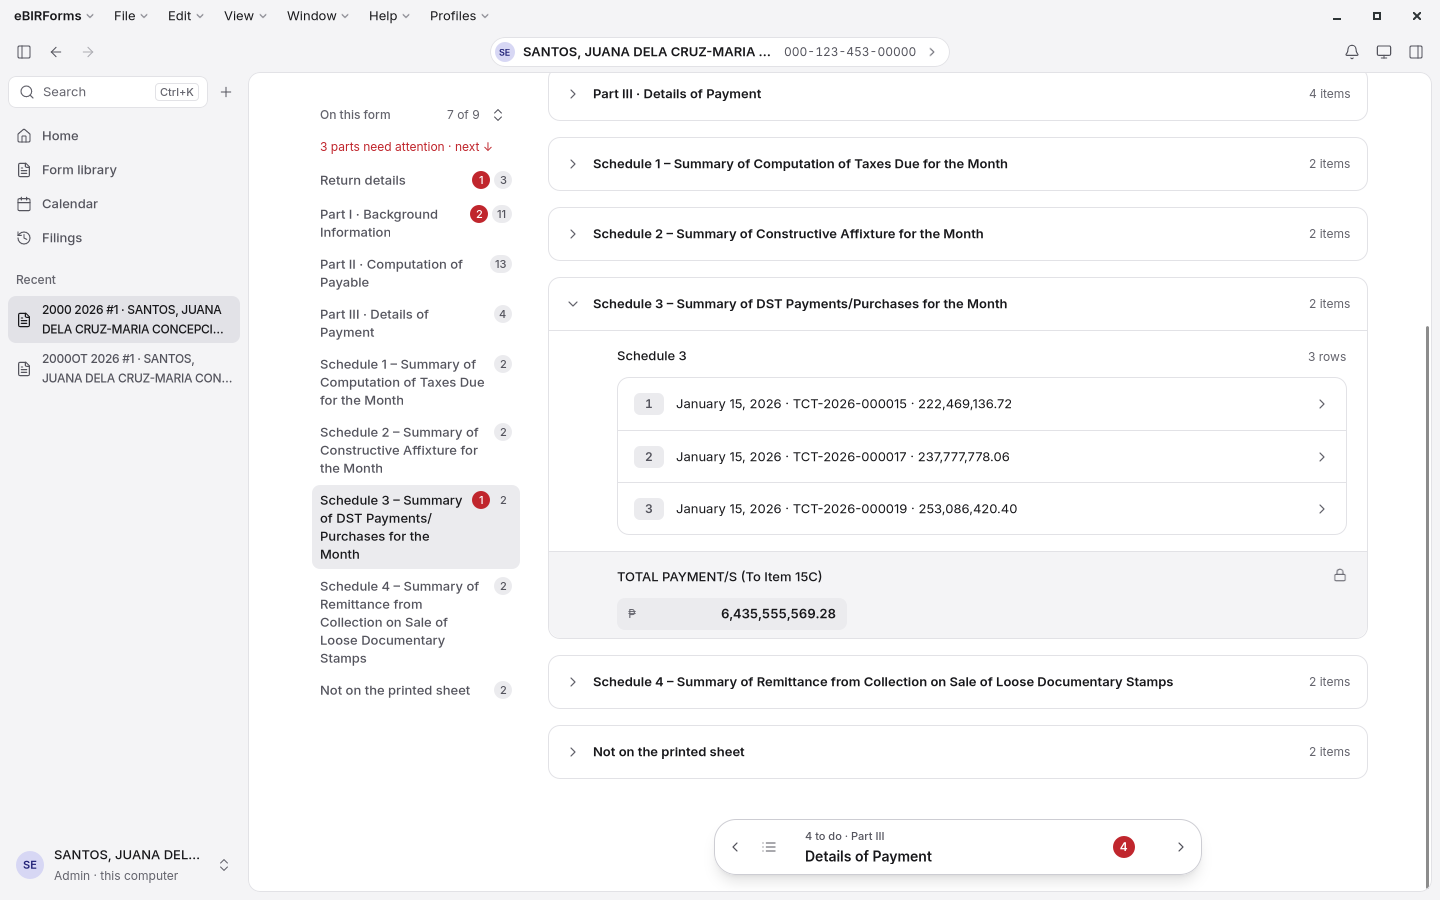 eBIRForms
File
Edit
View
Window
Help
Profiles
SE
SANTOS, JUANA DELA CRUZ-MARIA ...
000-123-453-00000
Search
Ctrl+K
Home
Form library
Calendar
Filings
Recent
2000 2026 #1 · SANTOS, JUANA
DELA CRUZ-MARIA CONCEPCI...
2000OT 2026 #1 · SANTOS,
JUANA DELA CRUZ-MARIA CON...
SE
SANTOS, JUANA DEL...
Admin · this computer
On this form
7 of 9
3 parts need attention · next ↓
Return details
1
3
Part I · Background
Information
2
11
Part II · Computation of
Payable
13
Part III · Details of
Payment
4
Schedule 1 – Summary of
Computation of Taxes Due
for the Month
2
Schedule 2 – Summary of
Constructive Affixture for
the Month
2
Schedule 3 – Summary
of DST Payments/
Purchases for the
Month
1
2
Schedule 4 – Summary of
Remittance from
Collection on Sale of
Loose Documentary
Stamps
2
Not on the printed sheet
2
Part III · Details of Payment
4 items
Schedule 1 – Summary of Computation of Taxes Due for the Month
2 items
Schedule 2 – Summary of Constructive Affixture for the Month
2 items
Schedule 3 – Summary of DST Payments/Purchases for the Month
2 items
Schedule 3
3 rows
1
January 15, 2026 · TCT-2026-000015 · 222,469,136.72
2
January 15, 2026 · TCT-2026-000017 · 237,777,778.06
3
January 15, 2026 · TCT-2026-000019 · 253,086,420.40
TOTAL PAYMENT/S (To Item 15C)
₱
6,435,555,569.28
Schedule 4 – Summary of Remittance from Collection on Sale of Loose Documentary Stamps
2 items
Not on the printed sheet
2 items
4 to do · Part III
Details of Payment
4